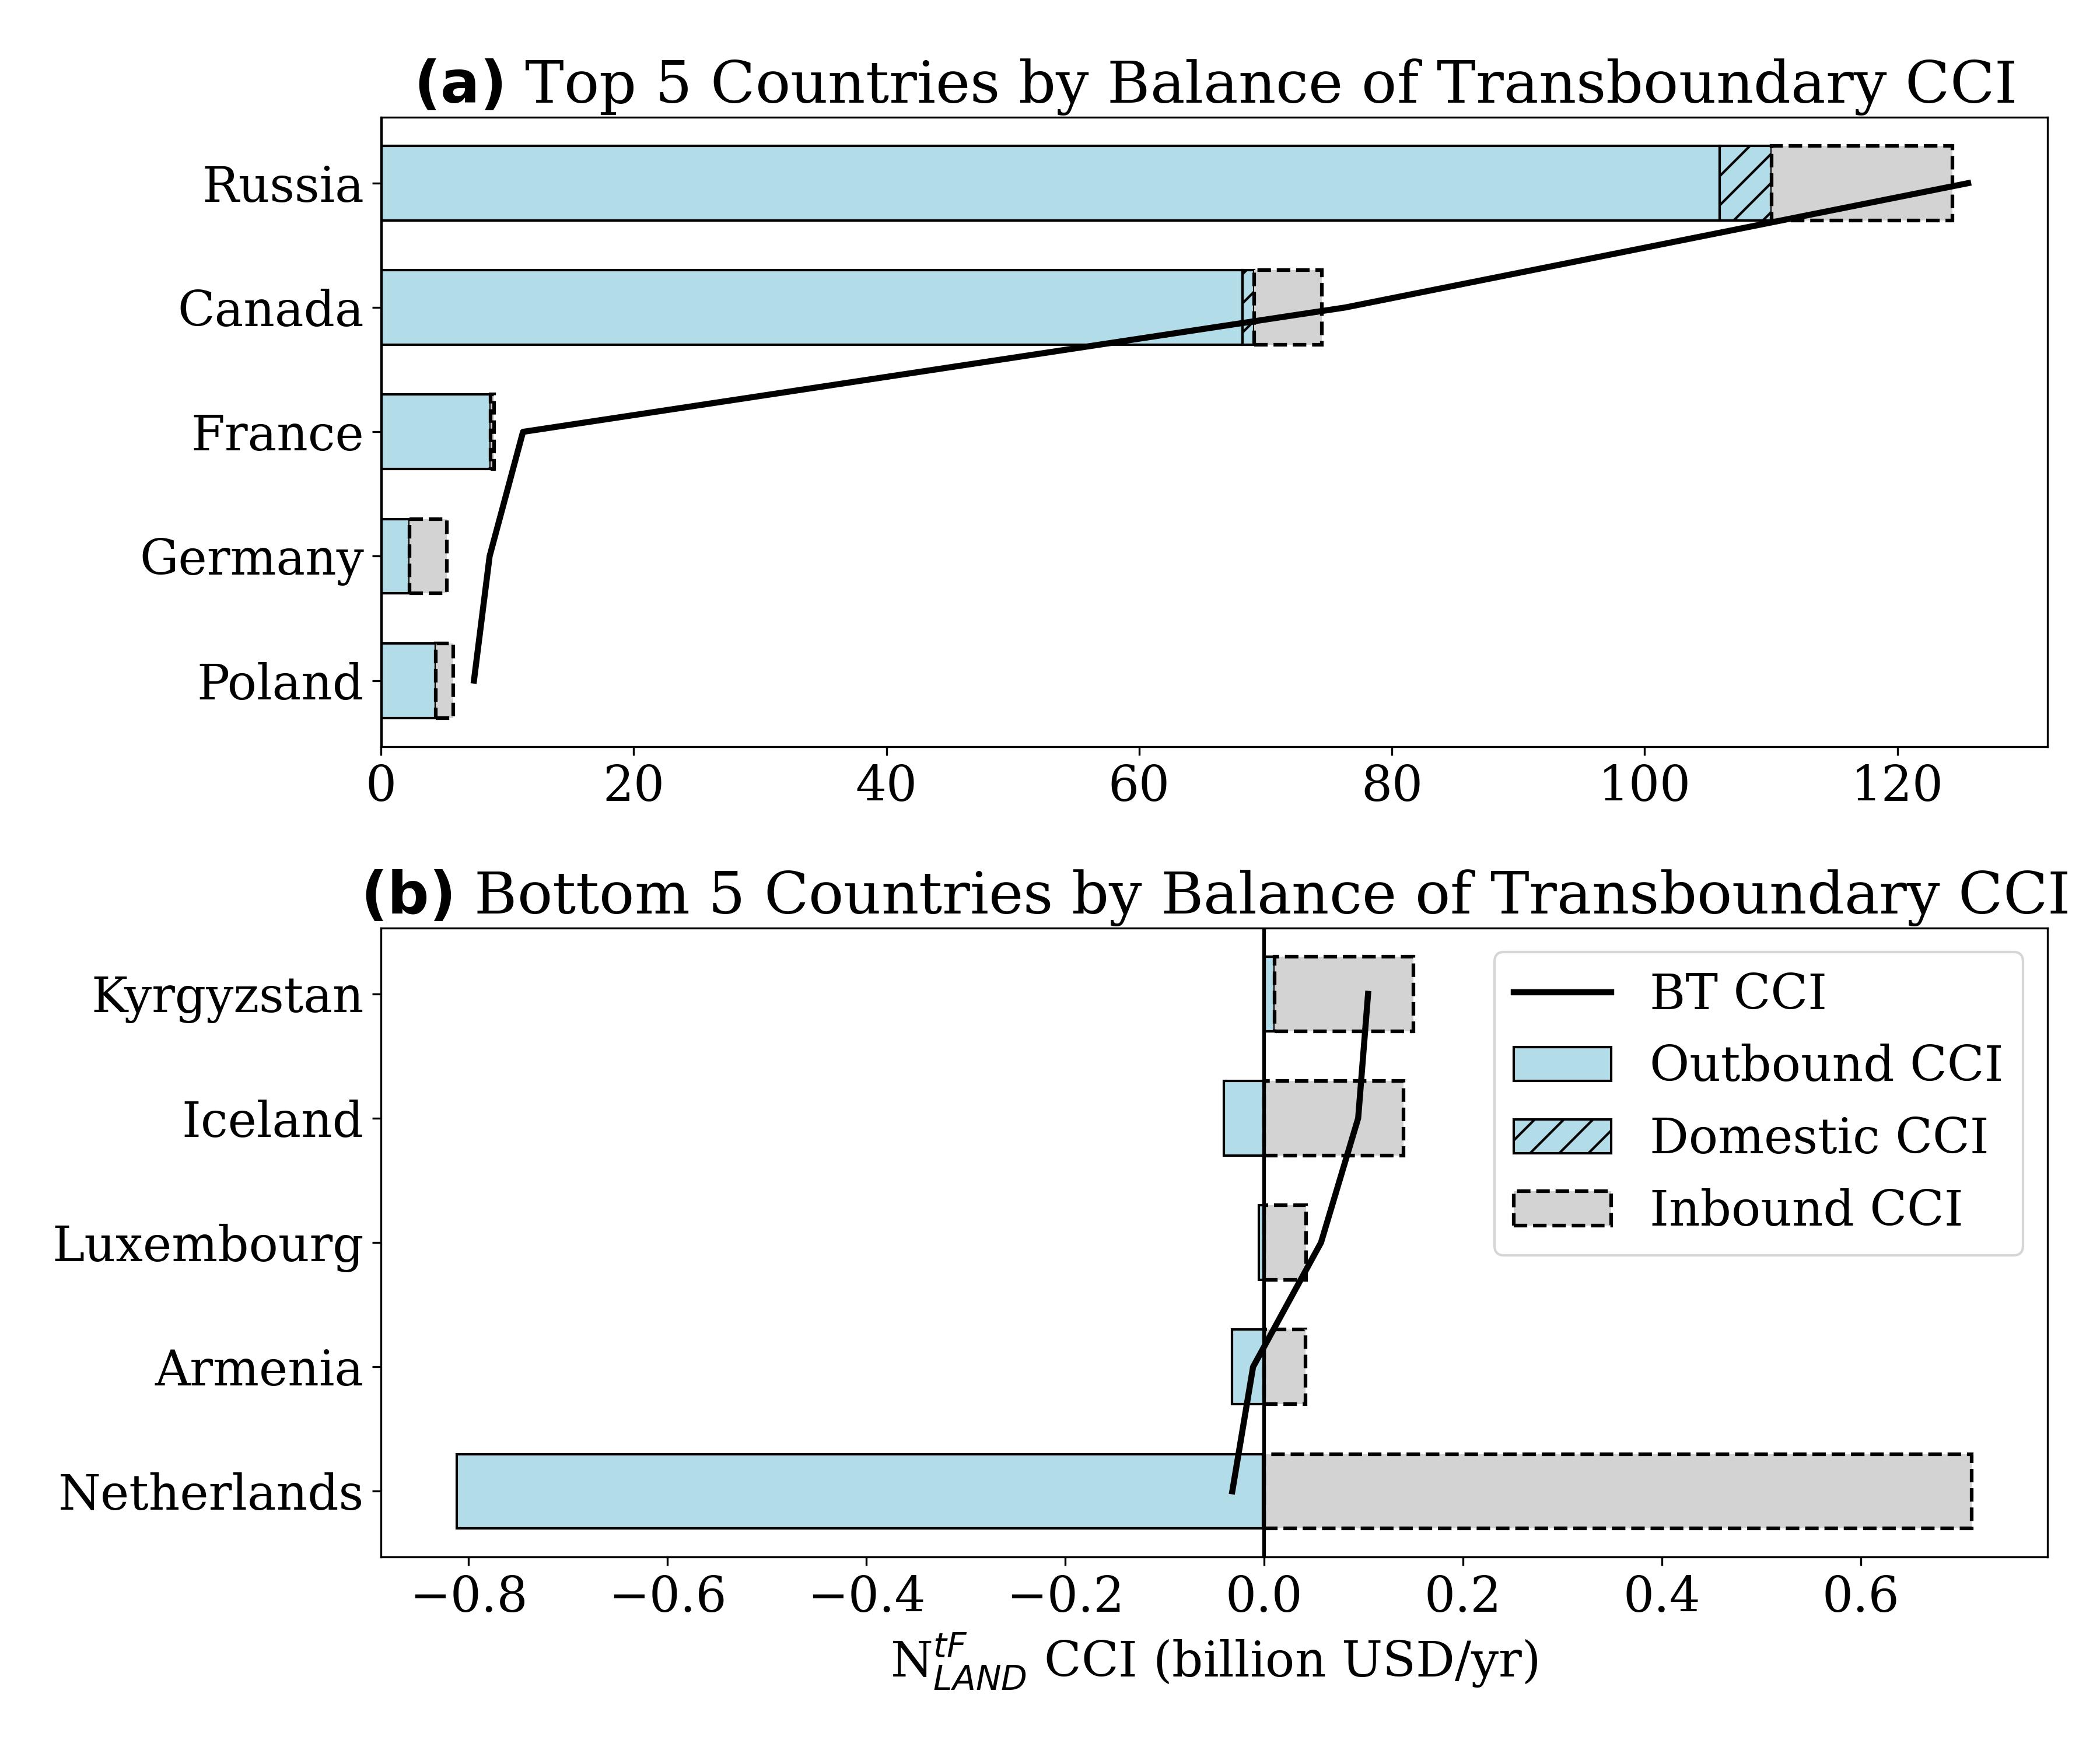 (a) Top 5 Countries by Balance of Transboundary CCI
Russia
Canada
France
Germany
Poland
0 20 40 60 80 100 120
(b) Bottom 5 Countries by Balance of Transboundary CCI
Kyrgyzstan
Iceland
Luxembourg
Armenia
Netherlands
BT CCI
Outbound CCI
Domestic CCI
Inbound CCI
−0.8 −0.6 −0.4 −0.2 0.0 0.2 0.4 0.6
N^{tF}_{LAND} CCI (billion USD/yr)